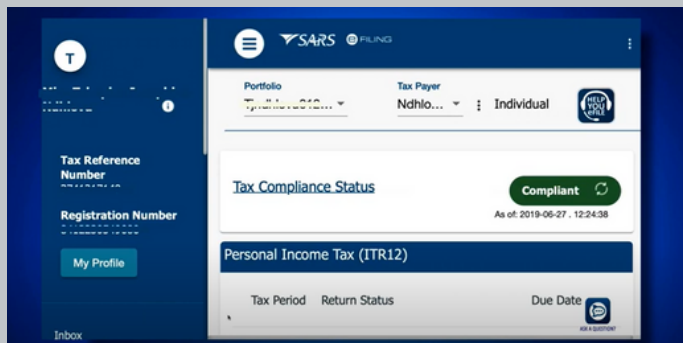 T
SARS eFILING
Portfolio
Tax Payer
Ndhlo...
Individual
HELP YOU eFILE
Tax Reference
Number
Tax Compliance Status
Compliant
As of: 2019-06-27 . 12:24:38
Registration Number
My Profile
Personal Income Tax (ITR12)
Tax Period Return Status Due Date
ASK A QUESTION?
Inbox